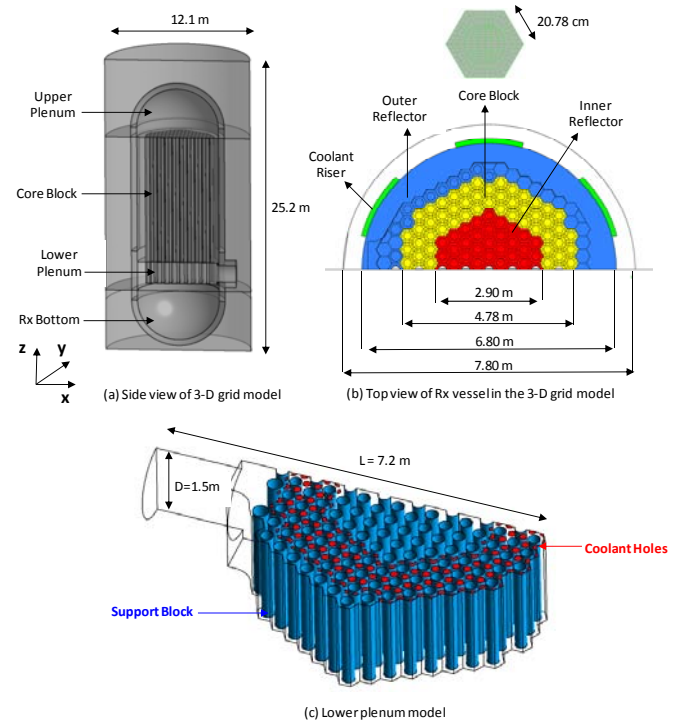 12.1 m
20.78 cm
Upper
Plenum
Core Block
Lower
Plenum
Rx Bottom
25.2 m
z
y
x
(a) Side view of 3-D grid model
Outer
Reflector
Core Block
Inner
Reflector
Coolant
Riser
2.90 m
4.78 m
6.80 m
7.80 m
(b) Top view of Rx vessel in the 3-D grid model
L= 7.2 m
D=1.5m
Coolant Holes
Support Block
(c) Lower plenum model